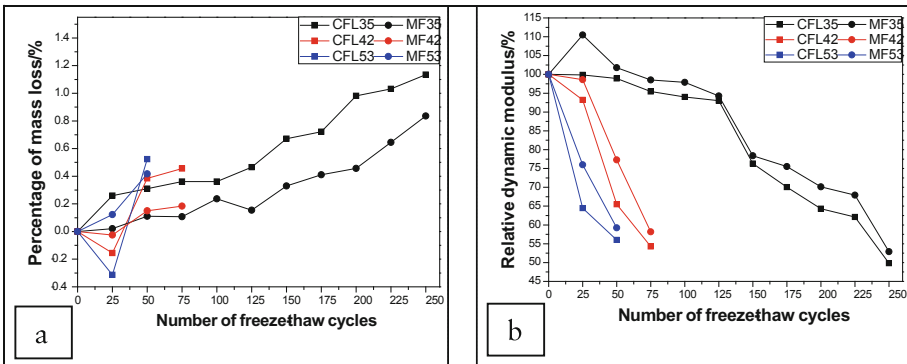 CFL35 MF35
CFL42 MF42
CFL53 MF53
Percentage of mass loss/%
1.4
1.2
1.0
0.8
0.6
0.4
0.2
0.0
0.2
0.4
0 25 50 75 100 125 150 175 200 225 250
Number of freeze-thaw cycles
a
CFL35 MF35
CFL42 MF42
CFL53 MF53
Relative dynamic modulus/%
115
110
105
100
95
90
85
80
75
70
65
60
55
50
45
0 25 50 75 100 125 150 175 200 225 250
Number of freeze-thaw cycles
b